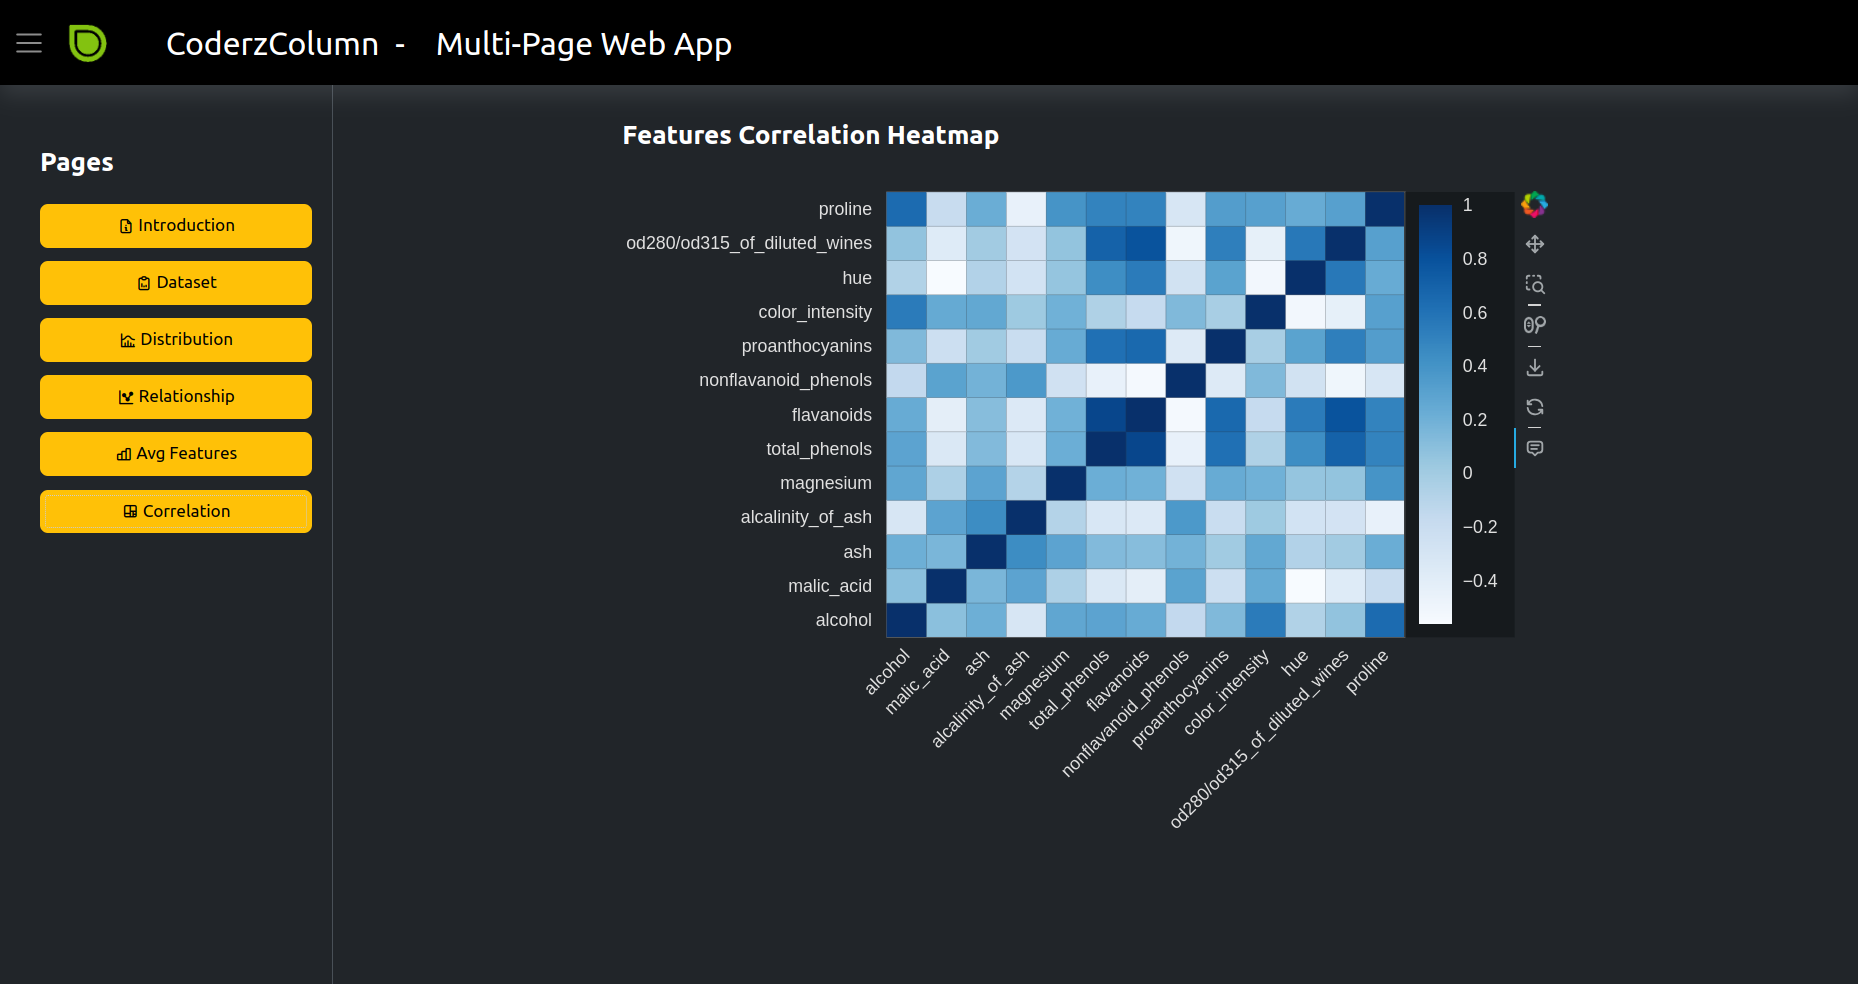 CoderzColumn - Multi-Page Web App
Pages
Introduction
Dataset
Distribution
Relationship
Avg Features
Correlation
Features Correlation Heatmap
proline
od280/od315_of_diluted_wines
hue
color_intensity
proanthocyanins
nonflavanoid_phenols
flavanoids
total_phenols
magnesium
alcalinity_of_ash
ash
malic_acid
alcohol
alcohol
malic_acid
ash
alcalinity_of_ash
magnesium
total_phenols
flavanoids
nonflavanoid_phenols
proanthocyanins
color_intensity
hue
od280/od315_of_diluted_wines
proline
1
0.8
0.6
0.4
0.2
0
−0.2
−0.4